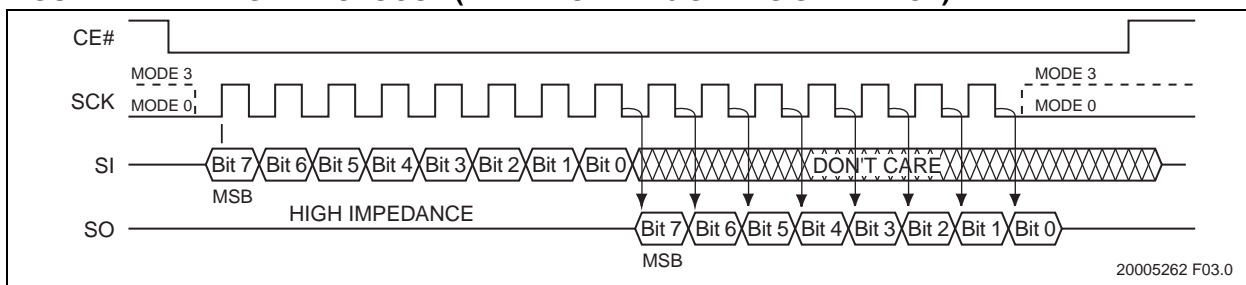 CE#
MODE 3 MODE 3
SCK MODE 0 MODE 0
SI Bit 7 Bit 6 Bit 5 Bit 4 Bit 3 Bit 2 Bit 1 Bit 0 DON'T CARE
MSB
HIGH IMPEDANCE
SO Bit 7 Bit 6 Bit 5 Bit 4 Bit 3 Bit 2 Bit 1 Bit 0
MSB
20005262 F03.0